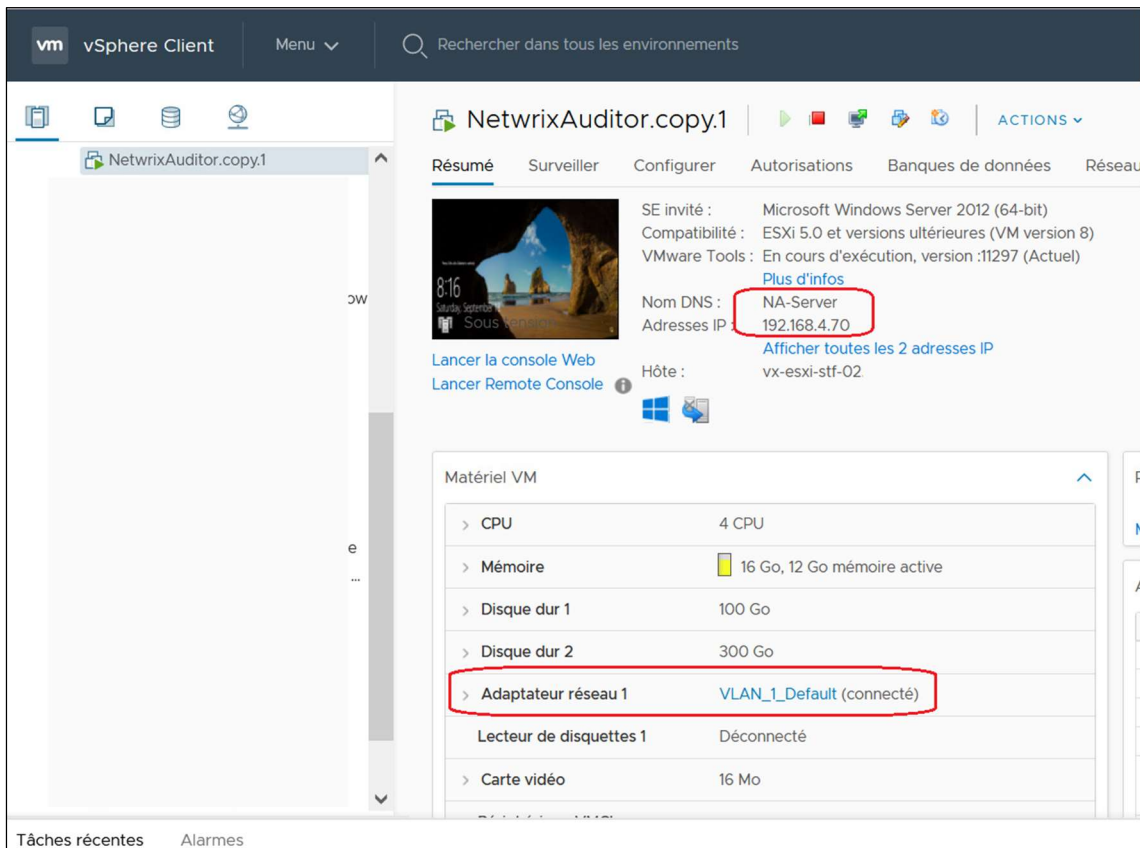 vm vSphere Client Menu Rechercher dans tous les environnements
NetwrixAuditor.copy.1
ow
e
...
NetwrixAuditor.copy.1 ACTIONS
Résumé Surveiller Configurer Autorisations Banques de données Réseau
8:16
Saturday, September
Sous tension
Lancer la console Web
Lancer Remote Console
SE invité : Microsoft Windows Server 2012 (64-bit)
Compatibilité : ESXi 5.0 et versions ultérieures (VM version 8)
VMware Tools : En cours d'exécution, version :11297 (Actuel)
Plus d'infos
Nom DNS : NA-Server
Adresses IP : 192.168.4.70
Afficher toutes les 2 adresses IP
Hôte : vx-esxi-stf-02
Matériel VM
CPU 4 CPU
Mémoire 16 Go, 12 Go mémoire active
Disque dur 1 100 Go
Disque dur 2 300 Go
Adaptateur réseau 1 VLAN_1_Default (connecté)
Lecteur de disquettes 1 Déconnecté
Carte vidéo 16 Mo
Tâches récentes Alarmes